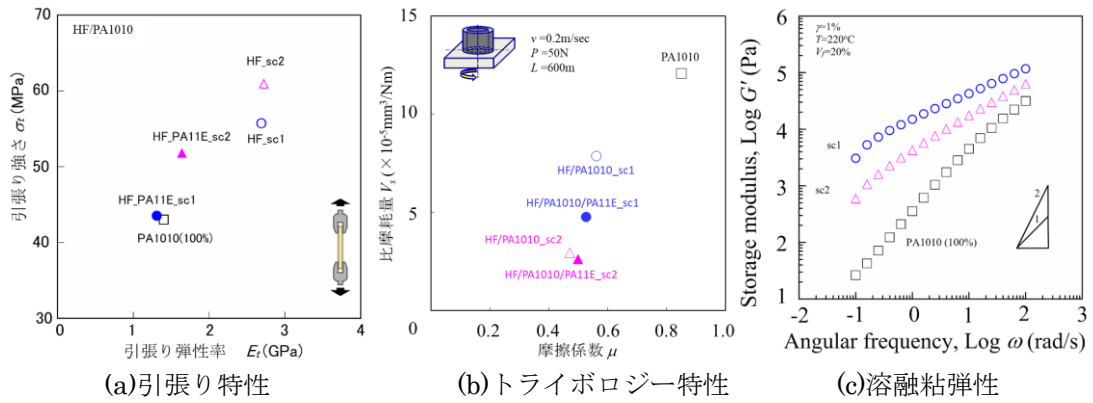 70
60
50
40
30
引張り強さ σt (MPa)
HF/PA1010
HF_sc2
HF_sc1
HF_PA11E_sc2
HF_PA11E_sc1
PA1010(100%)
0
1
2
3
4
引張り弾性率 Et(GPa)
(a)引張り特性
15
10
5
0
比摩耗量 Vs (×10-5mm3/Nm)
v =0.2m/sec
P =50N
L =600m
PA1010
HF/PA1010_sc1
HF/PA1010/PA11E_sc1
HF/PA1010_sc2
HF/PA1010/PA11E_sc2
0.2
0.4
0.6
0.8
1.0
摩擦係数 μ
(b)トライボロジー特性
6
5
4
3
2
1
Storage modulus, Log G' (Pa)
γ=1%
T=220°C
Vf=20%
sc1
sc2
PA1010 (100%)
2
1
-2
-1
0
1
2
3
Angular frequency, Log ω (rad/s)
(c)溶融粘弾性